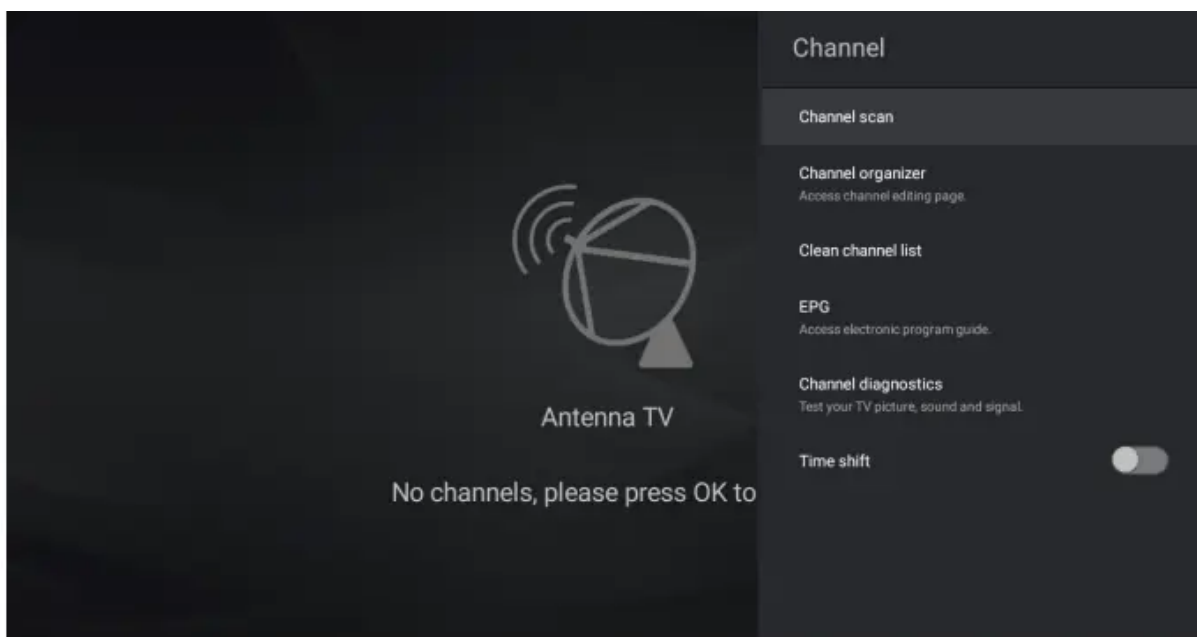 Channel
Channel scan
Channel organizer
Access channel editing page.
Clean channel list
EPG
Access electronic program guide.
Channel diagnostics
Test your TV picture, sound and signal.
Time shift
Antenna TV
No channels, please press OK to